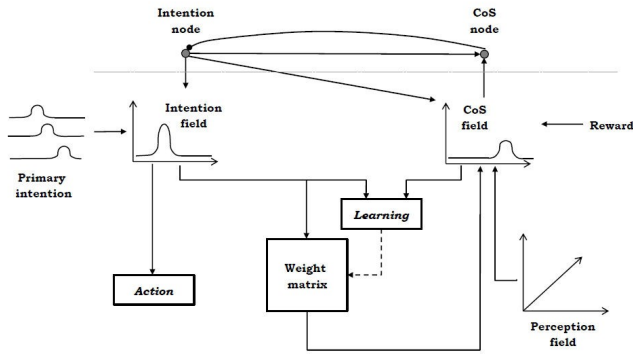 Intention
node
CoS
node
Intention
field
CoS
field
Reward
Primary
intention
Learning
Weight
matrix
Action
Perception
field